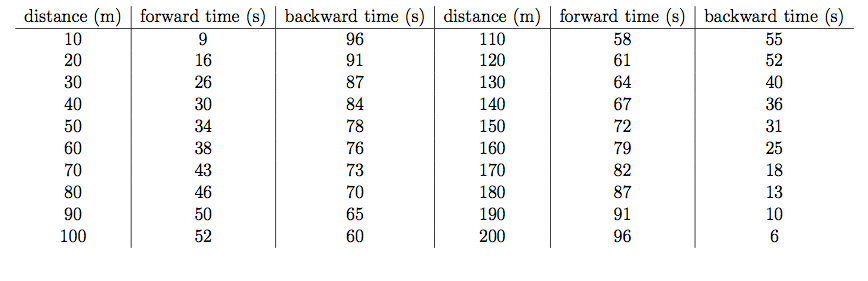 distance (m) forward time (s) backward time (s) distance (m) forward time (s) backward time (s)
10 9 96 110 58 55
20 16 91 120 61 52
30 26 87 130 64 40
40 30 84 140 67 36
50 34 78 150 72 31
60 38 76 160 79 25
70 43 73 170 82 18
80 46 70 180 87 13
90 50 65 190 91 10
100 52 60 200 96 6